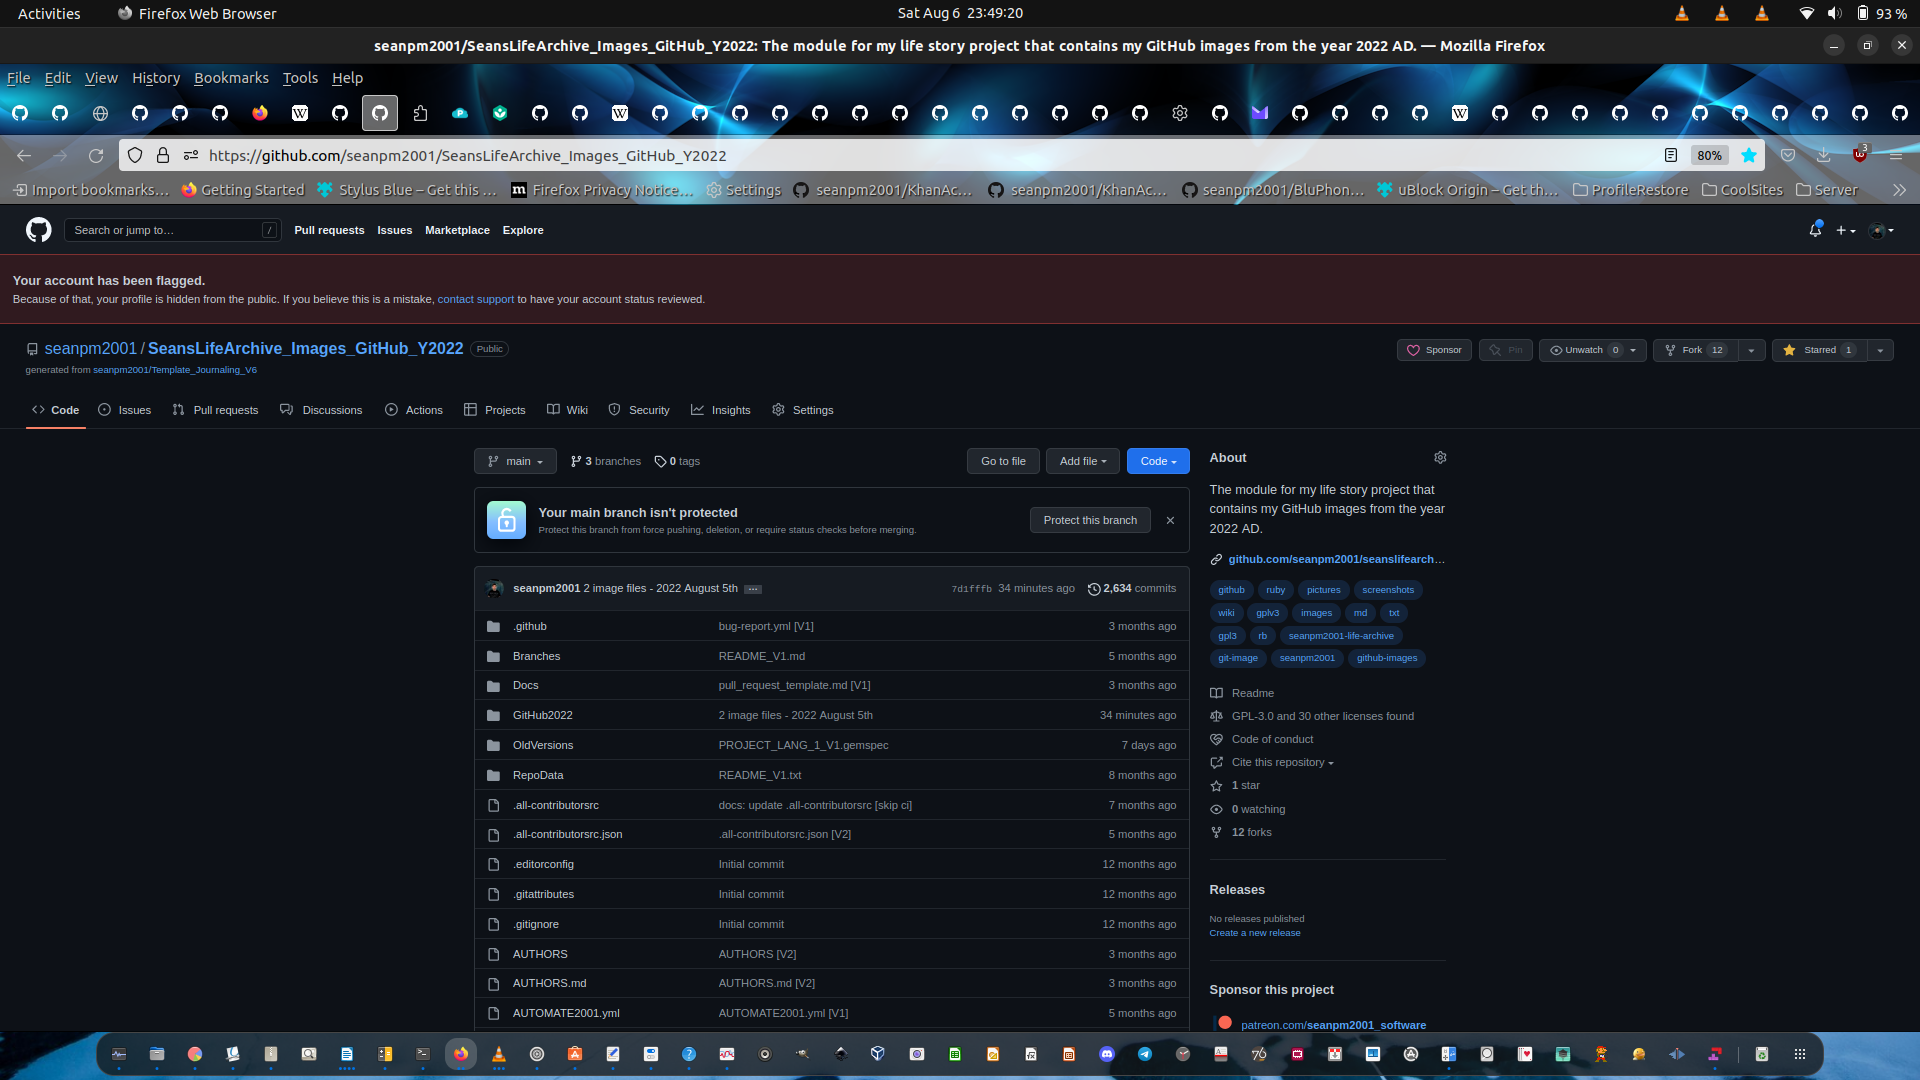 Activities
Firefox Web Browser
Sat Aug 6 23:49:20
93 %
seanpm2001/SeansLifeArchive_Images_GitHub_Y2022: The module for my life story project that contains my GitHub images from the year 2022 AD. — Mozilla Firefox
File Edit View History Bookmarks Tools Help
https://github.com/seanpm2001/SeansLifeArchive_Images_GitHub_Y2022
80%
3
Import bookmarks… Getting Started Stylus Blue – Get this … Firefox Privacy Notice… Settings seanpm2001/KhanAc… seanpm2001/KhanAc… seanpm2001/BluPhon… uBlock Origin – Get th… ProfileRestore CoolSites Server
Search or jump to… /
Pull requests Issues Marketplace Explore
Your account has been flagged.
Because of that, your profile is hidden from the public. If you believe this is a mistake, contact support to have your account status reviewed.
seanpm2001 / SeansLifeArchive_Images_GitHub_Y2022 Public
generated from seanpm2001/Template_Journaling_V6
Sponsor Pin Unwatch 0 Fork 12 Starred 1
Code Issues Pull requests Discussions Actions Projects Wiki Security Insights Settings
main 3 branches 0 tags
Go to file Add file Code
Your main branch isn't protected
Protect this branch from force pushing, deletion, or require status checks before merging.
Protect this branch
seanpm2001 2 image files - 2022 August 5th … 7d1fffb 34 minutes ago 2,634 commits
.github bug-report.yml [V1] 3 months ago
Branches README_V1.md 5 months ago
Docs pull_request_template.md [V1] 3 months ago
GitHub2022 2 image files - 2022 August 5th 34 minutes ago
OldVersions PROJECT_LANG_1_V1.gemspec 7 days ago
RepoData README_V1.txt 8 months ago
.all-contributorsrc docs: update .all-contributorsrc [skip ci] 7 months ago
.all-contributorsrc.json .all-contributorsrc.json [V2] 5 months ago
.editorconfig Initial commit 12 months ago
.gitattributes Initial commit 12 months ago
.gitignore Initial commit 12 months ago
AUTHORS AUTHORS [V2] 3 months ago
AUTHORS.md AUTHORS.md [V2] 3 months ago
AUTOMATE2001.yml AUTOMATE2001.yml [V1] 5 months ago
About
The module for my life story project that
contains my GitHub images from the year
2022 AD.
github.com/seanpm2001/seanslifearch…
github ruby pictures screenshots
wiki gplv3 images md txt
gpl3 rb seanpm2001-life-archive
git-image seanpm2001 github-images
Readme
GPL-3.0 and 30 other licenses found
Code of conduct
Cite this repository
1 star
0 watching
12 forks
Releases
No releases published
Create a new release
Sponsor this project
patreon.com/seanpm2001_software